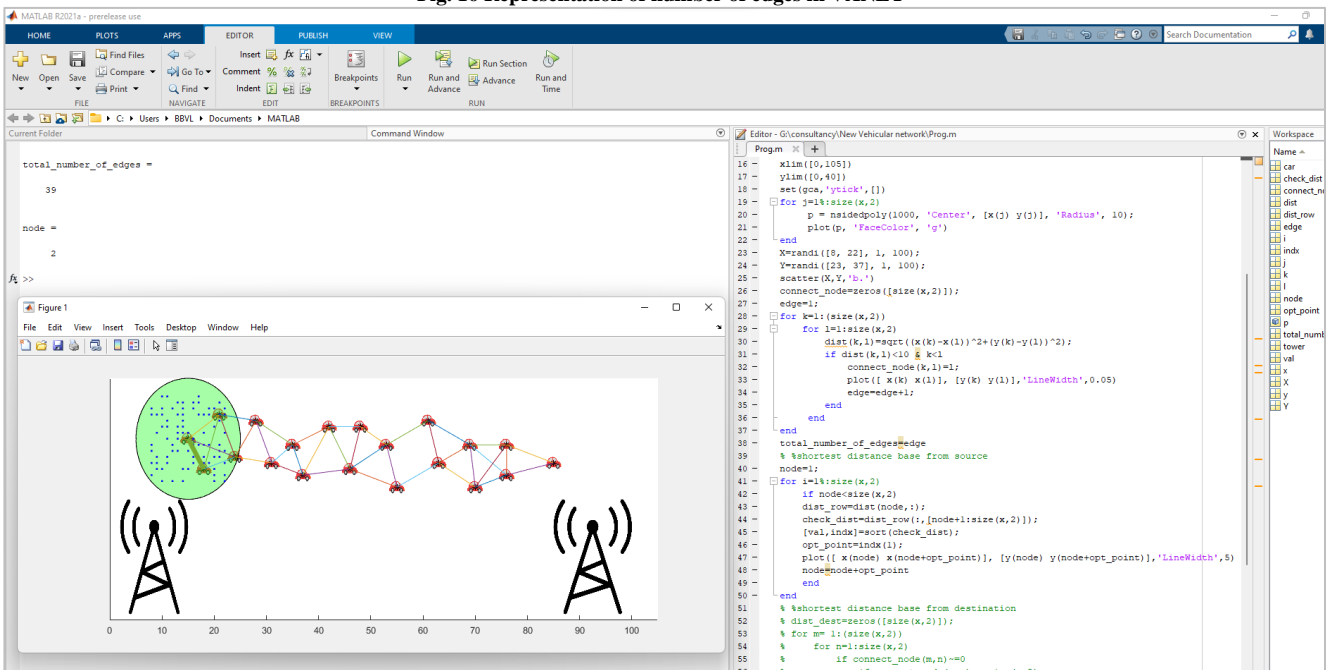 MATLAB R2021a - prerelease use
HOME PLOTS APPS EDITOR PUBLISH VIEW
Search Documentation
New Open Save
Find Files
Compare
Print
Go To
Find
Insert fx
Comment
Indent
Breakpoints
Run
Run and Advance
Run Section
Advance
Run and Time
FILE NAVIGATE EDIT BREAKPOINTS RUN
C: Users BBVL Documents MATLAB
Current Folder
Command Window
total_number_of_edges =
39
node =
2
fx >>
Figure 1
File Edit View Insert Tools Desktop Window Help
0 10 20 30 40 50 60 70 80 90 100
Editor - G:\consultancy\New Vehicular network\Prog.m
Prog.m
16 - xlim([0,105])
17 - ylim([0,40])
18 - set(gca,'ytick',[])
19 - for j=1%:size(x,2)
20 - p = nsidedpoly(1000, 'Center', [x(j) y(j)], 'Radius', 10);
21 - plot(p, 'FaceColor', 'g')
22 - end
23 - X=randi([8, 22], 1, 100);
24 - Y=randi([23, 37], 1, 100);
25 - scatter(X,Y,'b.')
26 - connect_node=zeros([size(x,2)]);
27 - edge=1;
28 - for k=1:(size(x,2))
29 - for l=1:size(x,2)
30 - dist(k,l)=sqrt((x(k)-x(l))^2+(y(k)-y(l))^2);
31 - if dist(k,l)<10 & k<l
32 - connect_node(k,l)=1;
33 - plot([ x(k) x(l)], [y(k) y(l)],'LineWidth',0.05)
34 - edge=edge+1;
35 - end
36 - end
37 - end
38 - total_number_of_edges=edge
39 % %shortest distance base from source
40 - node=1;
41 - for i=1%:size(x,2)
42 - if node<size(x,2)
43 - dist_row=dist(node,:);
44 - check_dist=dist_row(:,[node+1:size(x,2)]);
45 - [val,indx]=sort(check_dist);
46 - opt_point=indx(1);
47 - plot([ x(node) x(node+opt_point)], [y(node) y(node+opt_point)],'LineWidth',5)
48 - node=node+opt_point
49 - end
50 - end
51 % %shortest distance base from destination
52 % dist_dest=zeros([size(x,2)]);
53 % for m= 1:(size(x,2))
54 % for n=1:size(x,2)
55 % if connect_node(m,n)~=0
Workspace
Name
car
check_dist
connect_n
dist
dist_row
edge
i
indx
j
k
l
node
opt_point
p
total_numb
tower
val
x
X
y
Y